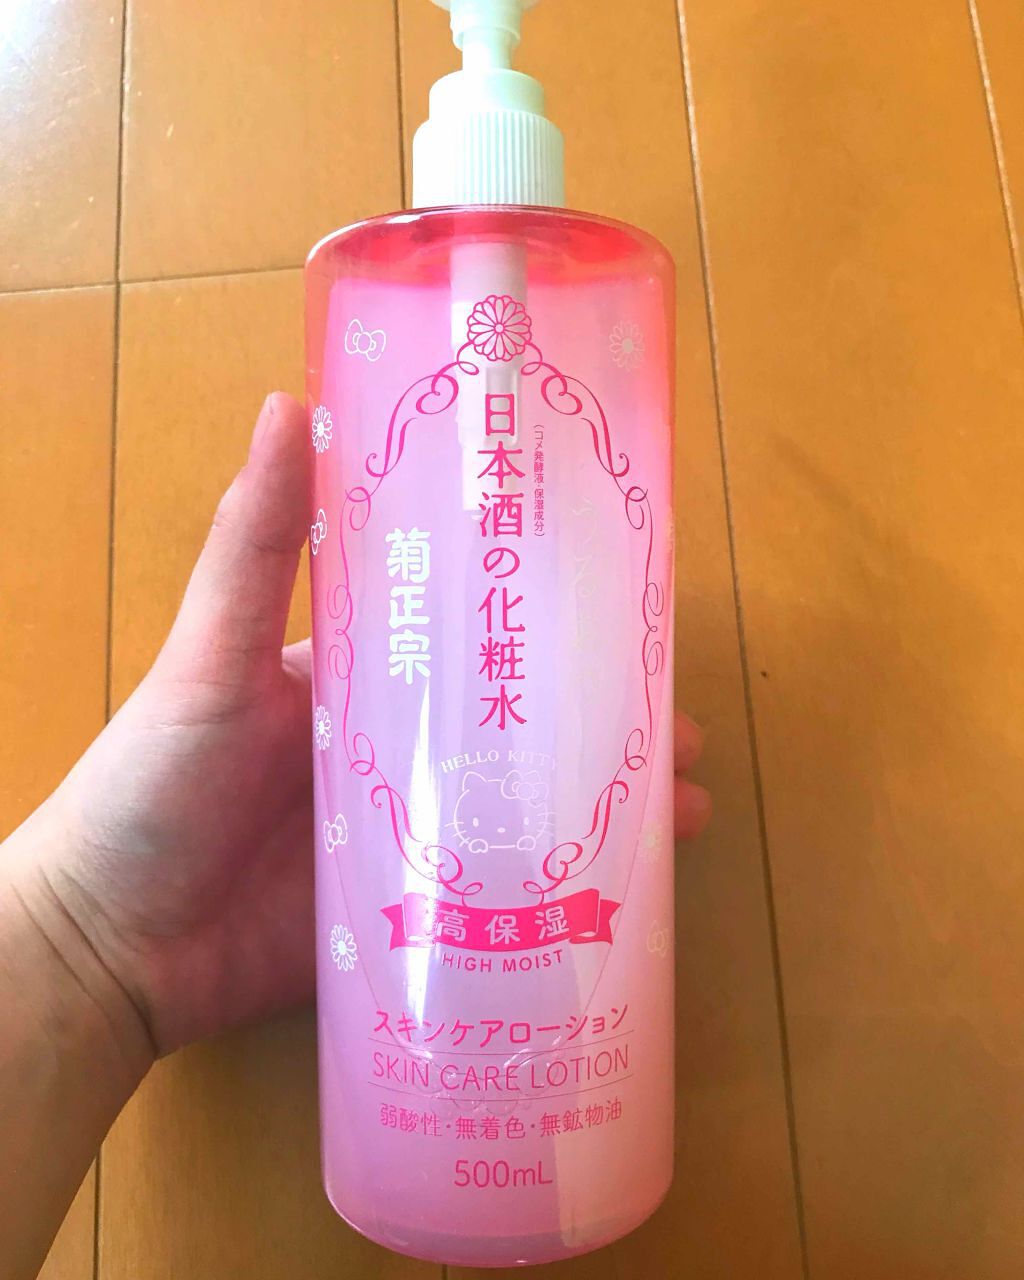 日本酒の化粧水
(コメ発酵液・保湿成分)
菊正宗
HELLO KITTY
高保湿
HIGH MOIST
スキンケアローション
SKIN CARE LOTION
弱酸性・無着色・無鉱物油
500mL